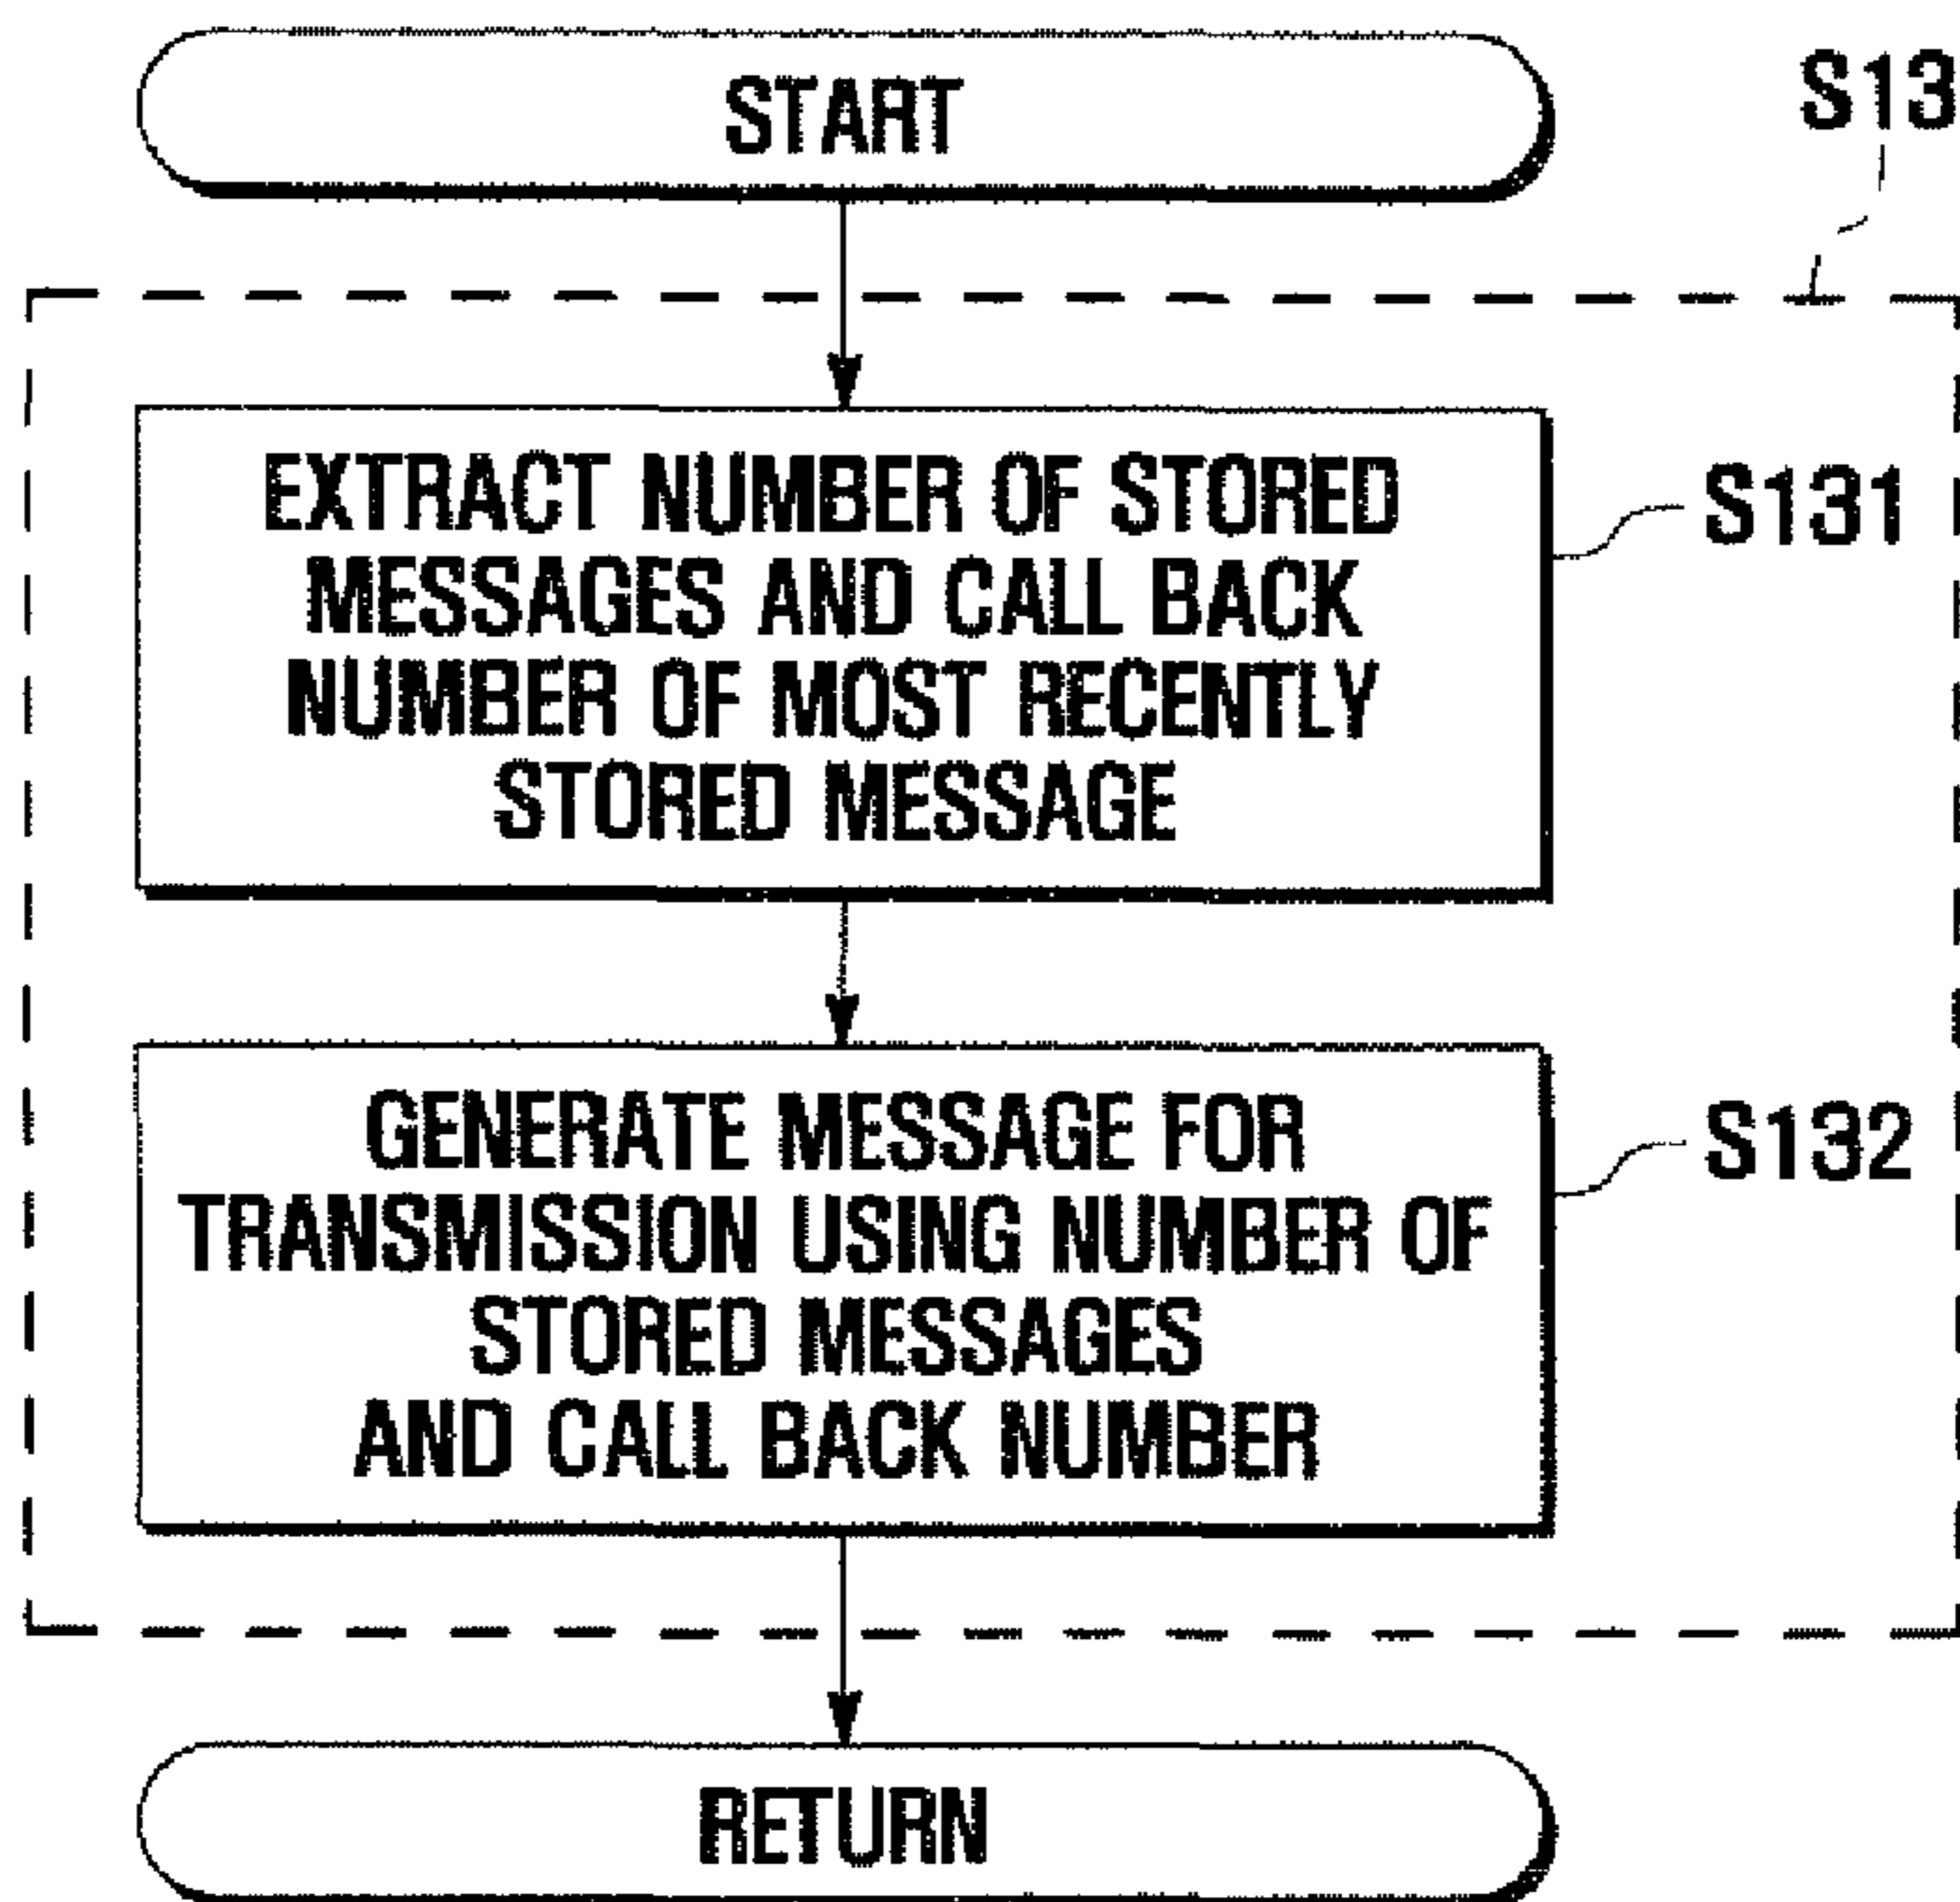 START
S13
EXTRACT NUMBER OF STORED
MESSAGES AND CALL BACK
NUMBER OF MOST RECENTLY
STORED MESSAGE
S131
GENERATE MESSAGE FOR
TRANSMISSION USING NUMBER OF
STORED MESSAGES
AND CALL BACK NUMBER
S132
RETURN